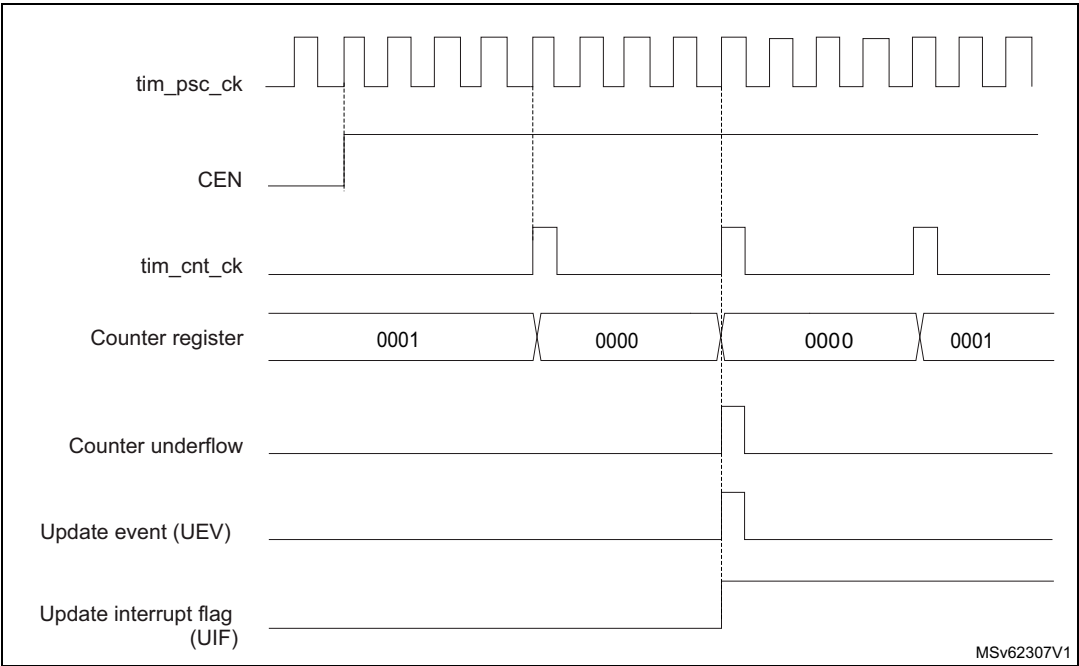 tim_psc_ck
CEN
tim_cnt_ck
Counter register
0001
0000
0000
0001
Counter underflow
Update event (UEV)
Update interrupt flag
(UIF)
MSv62307V1